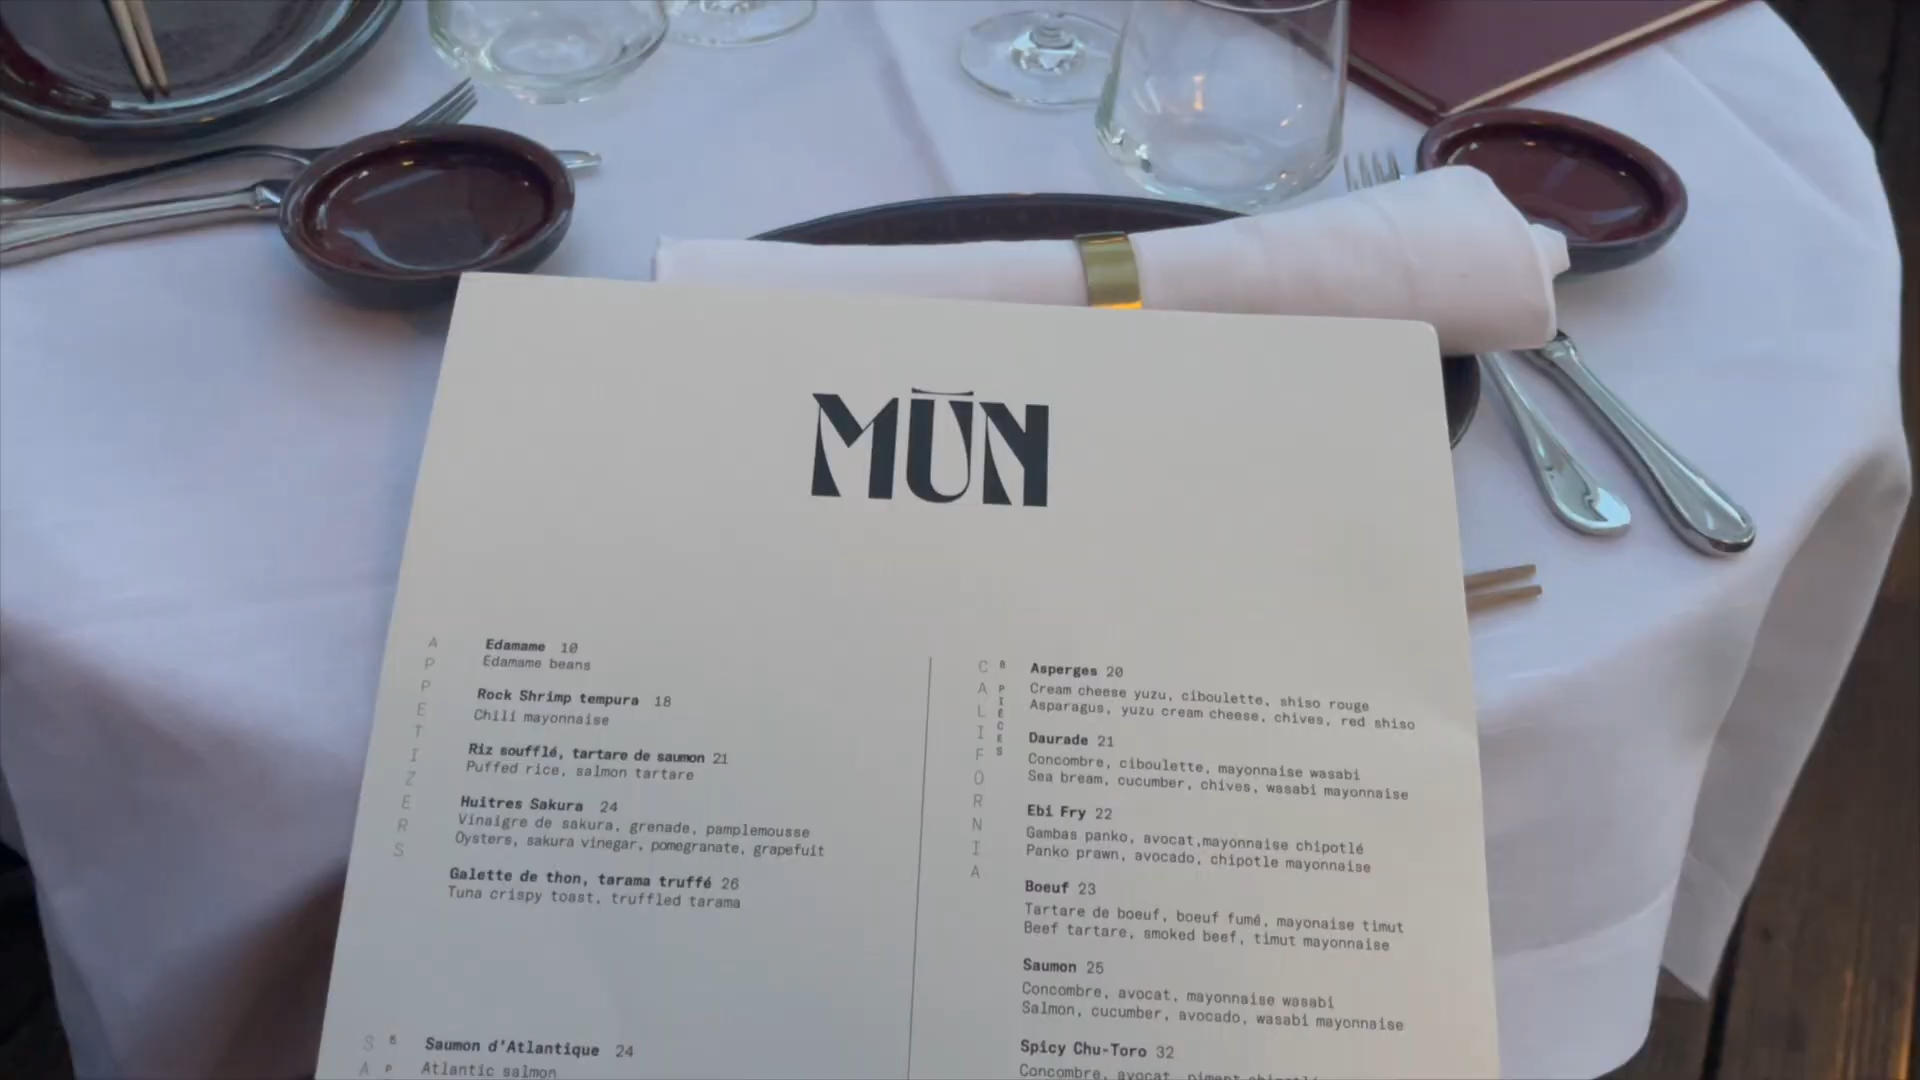 MŪN
APPETIZERS
Edamame 10
Edamame beans
Rock Shrimp tempura 18
Chili mayonnaise
Riz soufflé, tartare de saumon 21
Puffed rice, salmon tartare
Huitres Sakura 24
Vinaigre de sakura, grenade, pamplemousse
Oysters, sakura vinegar, pomegranate, grapefuit
Galette de thon, tarama truffé 26
Tuna crispy toast, truffled tarama
Saumon d'Atlantique 24
Atlantic salmon
CALIFORNIA
8 PIÈCES
Asperges 20
Cream cheese yuzu, ciboulette, shiso rouge
Asparagus, yuzu cream cheese, chives, red shiso
Daurade 21
Concombre, ciboulette, mayonnaise wasabi
Sea bream, cucumber, chives, wasabi mayonnaise
Ebi Fry 22
Gambas panko, avocat,mayonnaise chipotlé
Panko prawn, avocado, chipotle mayonnaise
Boeuf 23
Tartare de boeuf, boeuf fumé, mayonaise timut
Beef tartare, smoked beef, timut mayonnaise
Saumon 25
Concombre, avocat, mayonnaise wasabi
Salmon, cucumber, avocado, wasabi mayonnaise
Spicy Chu-Toro 32
Concombre, avocat, piment